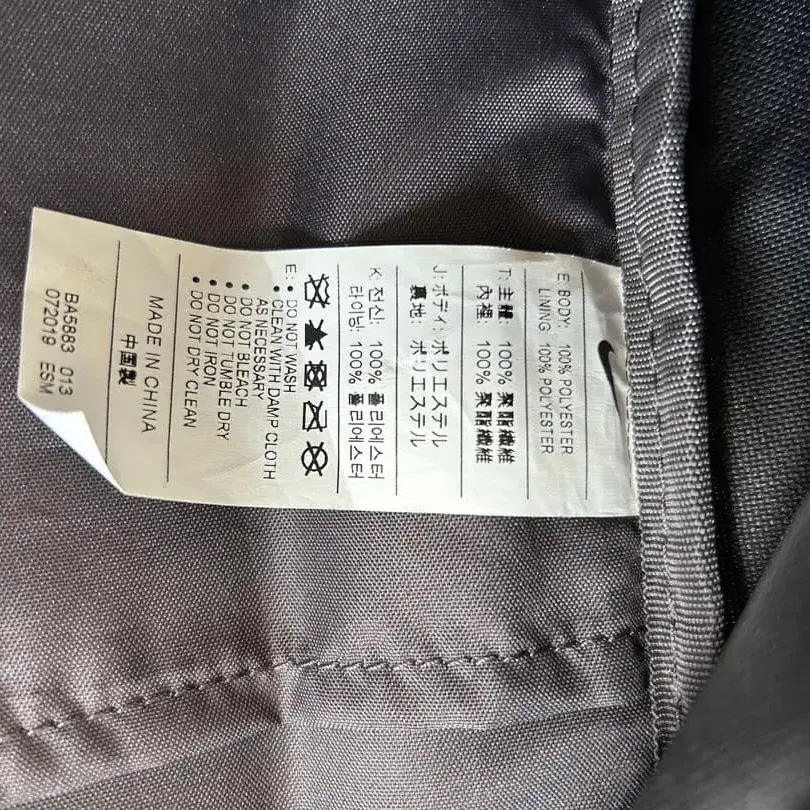 E: BODY: 100% POLYESTER
LINING: 100% POLYESTER
T: 主體: 100% 聚酯纖維
內裡: 100% 聚酯纖維
J: ボディ: ポリエステル
裏地: ポリエステル
K: 전신: 100% 폴리에스터
라이닝: 100% 폴리에스터
E: • DO NOT WASH
• CLEAN WITH DAMP CLOTH
AS NECESSARY
• DO NOT BLEACH
• DO NOT TUMBLE DRY
• DO NOT IRON
• DO NOT DRY CLEAN
MADE IN CHINA
中国製
BA5883 013
072019 ESM